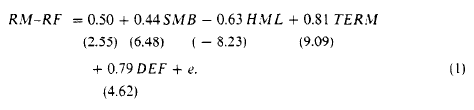 RM–RF = 0.50 + 0.44 SMB − 0.63 HML + 0.81 TERM
(2.55) (6.48) (−8.23) (9.09)
+ 0.79 DEF + e. (1)
(4.62)